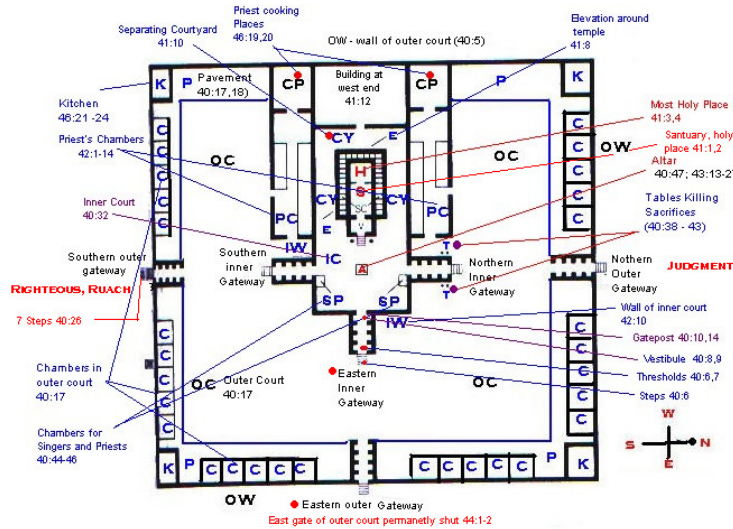 Priest cooking
Places
46:19,20
Separating Courtyard
41:10
OW - wall of outer court (40:5)
Elevation around
temple
41:8
K
P
Pavement
40:17,18)
CP
Building at
west end
41:12
CP
P
K
Kitchen
46:21 -24
Most Holy Place
41:3,4
Priest's Chambers
42:1-14
CY
E
C
C
C
C
C
OC
OC
C
C
C
C
C
OW
Santuary, holy
place 41:1,2
Altar
40:47; 43:13-2
H
S
SC
V
CY
CY
Inner Court
40:32
PC
PC
E
Tables Killing
Sacrifices
(40:38 - 43)
IW
IC
T
Southern outer
gateway
Southern
inner
Gateway
A
Northern
Inner
Gateway
Northern
Outer
Gateway
RIGHTEOUS, RUACH
JUDGMENT
SP
SP
T
7 Steps 40:26
IW
Wall of inner court
42:10
Gatepost 40:10,14
Vestibule 40:8,9
Thresholds 40:6,7
Steps 40:6
Chambers in
outer court
40:17
C
C
C
C
C
OC
Outer Court
40:17
Eastern
Inner
Gateway
OC
C
C
C
C
C
Chambers for
Singers and Priests
40:44-46
W
S
N
E
K
P
C
C
C
C
C
C
C
C
C
C
P
K
OW
Eastern outer Gateway
East gate of outer court permanetly shut 44:1-2